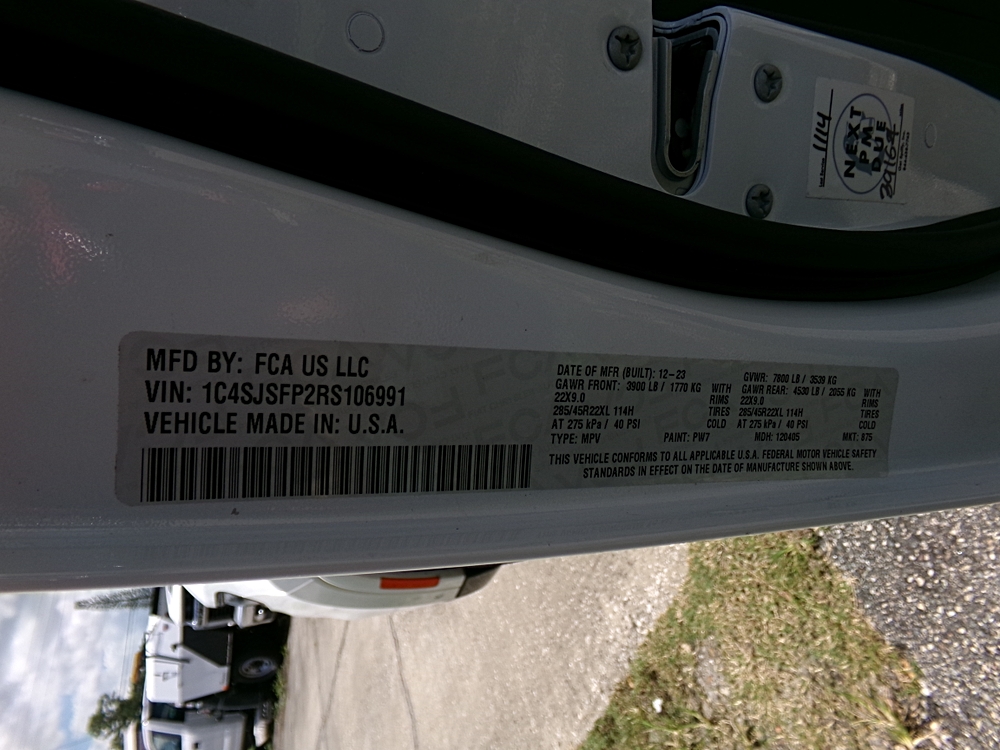 MFD BY: FCA US LLC
VIN: 1C4SJSFP2RS106991
VEHICLE MADE IN: U.S.A.
DATE OF MFR (BUILT): 12-23
GVWR: 7800 LB / 3539 KG
GAWR FRONT: 3900 LB / 1770 KG WITH
22X9.0 RIMS
285/45R22XL 114H TIRES
AT 275 kPa / 40 PSI COLD
GAWR REAR: 4530 LB / 2055 KG WITH
22X9.0 RIMS
285/45R22XL 114H TIRES
AT 275 kPa / 40 PSI COLD
TYPE: MPV PAINT: PW7 MDH: 120405 MKT: 875
THIS VEHICLE CONFORMS TO ALL APPLICABLE U.S.A. FEDERAL MOTOR VEHICLE SAFETY
STANDARDS IN EFFECT ON THE DATE OF MANUFACTURE SHOWN ABOVE.
NEXT
PM
DUE
1114